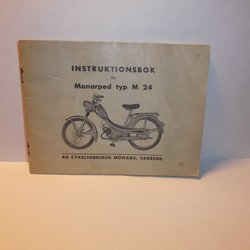 INSTRUKTIONSBOK
för
Monarped typ M 24
AB CYKELFABRIKEN MONARK, VARBERG